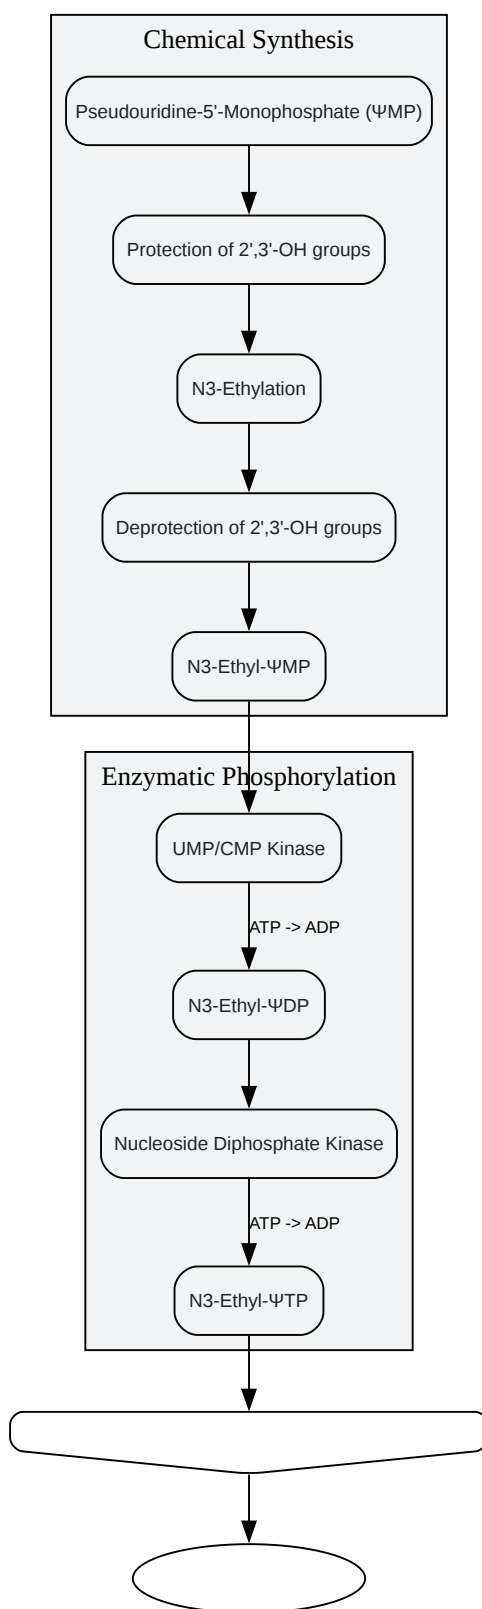 Chemical Synthesis
Pseudouridine-5'-Monophosphate (ΨMP)
Protection of 2',3'-OH groups
N3-Ethylation
Deprotection of 2',3'-OH groups
N3-Ethyl-ΨMP
Enzymatic Phosphorylation
UMP/CMP Kinase
ATP -> ADP
N3-Ethyl-ΨDP
Nucleoside Diphosphate Kinase
ATP -> ADP
N3-Ethyl-ΨTP